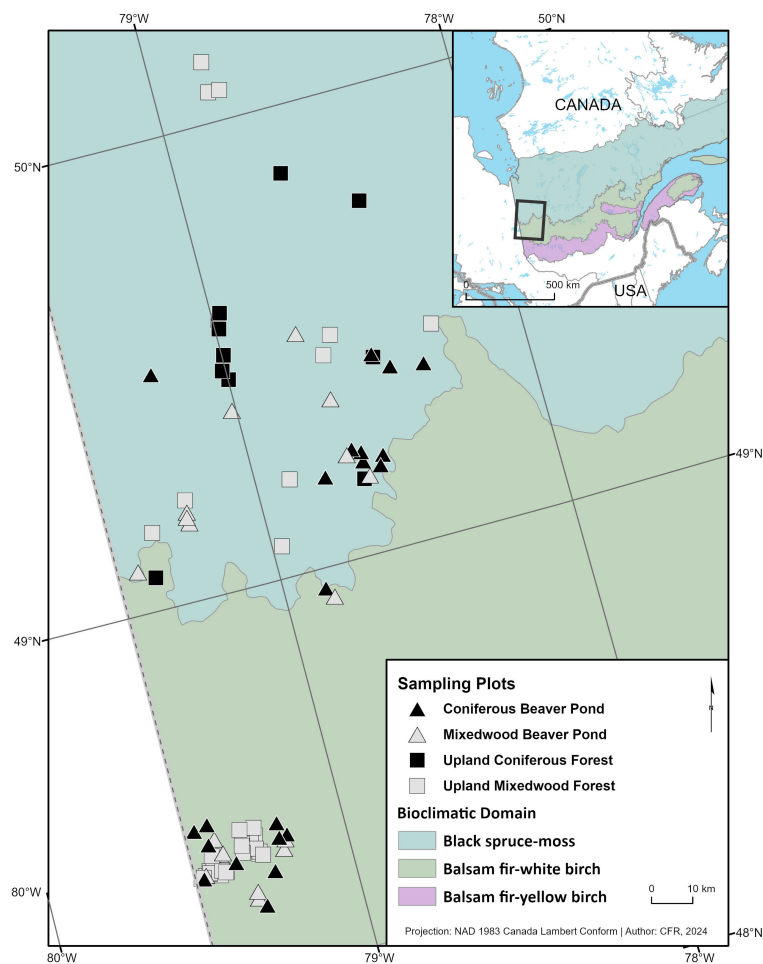 79°W
78°W
50°N
CANADA
50°N
0
500 km
USA
49°N
49°N
Sampling Plots
N
Coniferous Beaver Pond
Mixedwood Beaver Pond
Upland Coniferous Forest
Upland Mixedwood Forest
Bioclimatic Domain
Black spruce-moss
Balsam fir-white birch
Balsam fir-yellow birch
0
10 km
80°W
Projection: NAD 1983 Canada Lambert Conform | Author: CFR, 2024
48°N
80°W
79°W
78°W